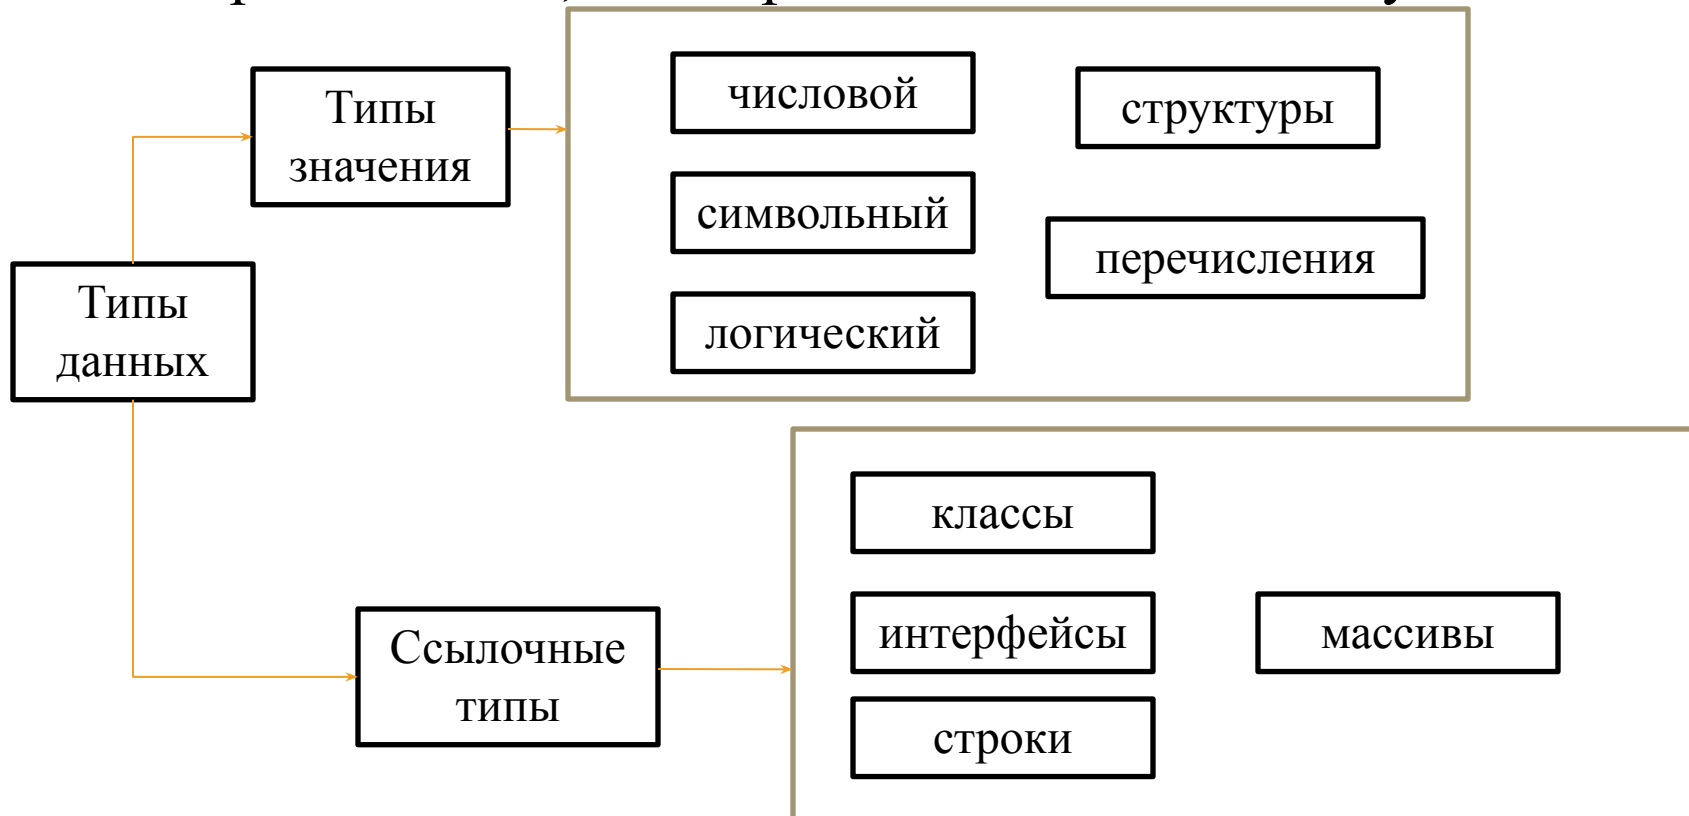 Типы
значения
числовой
структуры
символьный
перечисления
логический
Типы
данных
классы
интерфейсы
массивы
Ссылочные
типы
строки